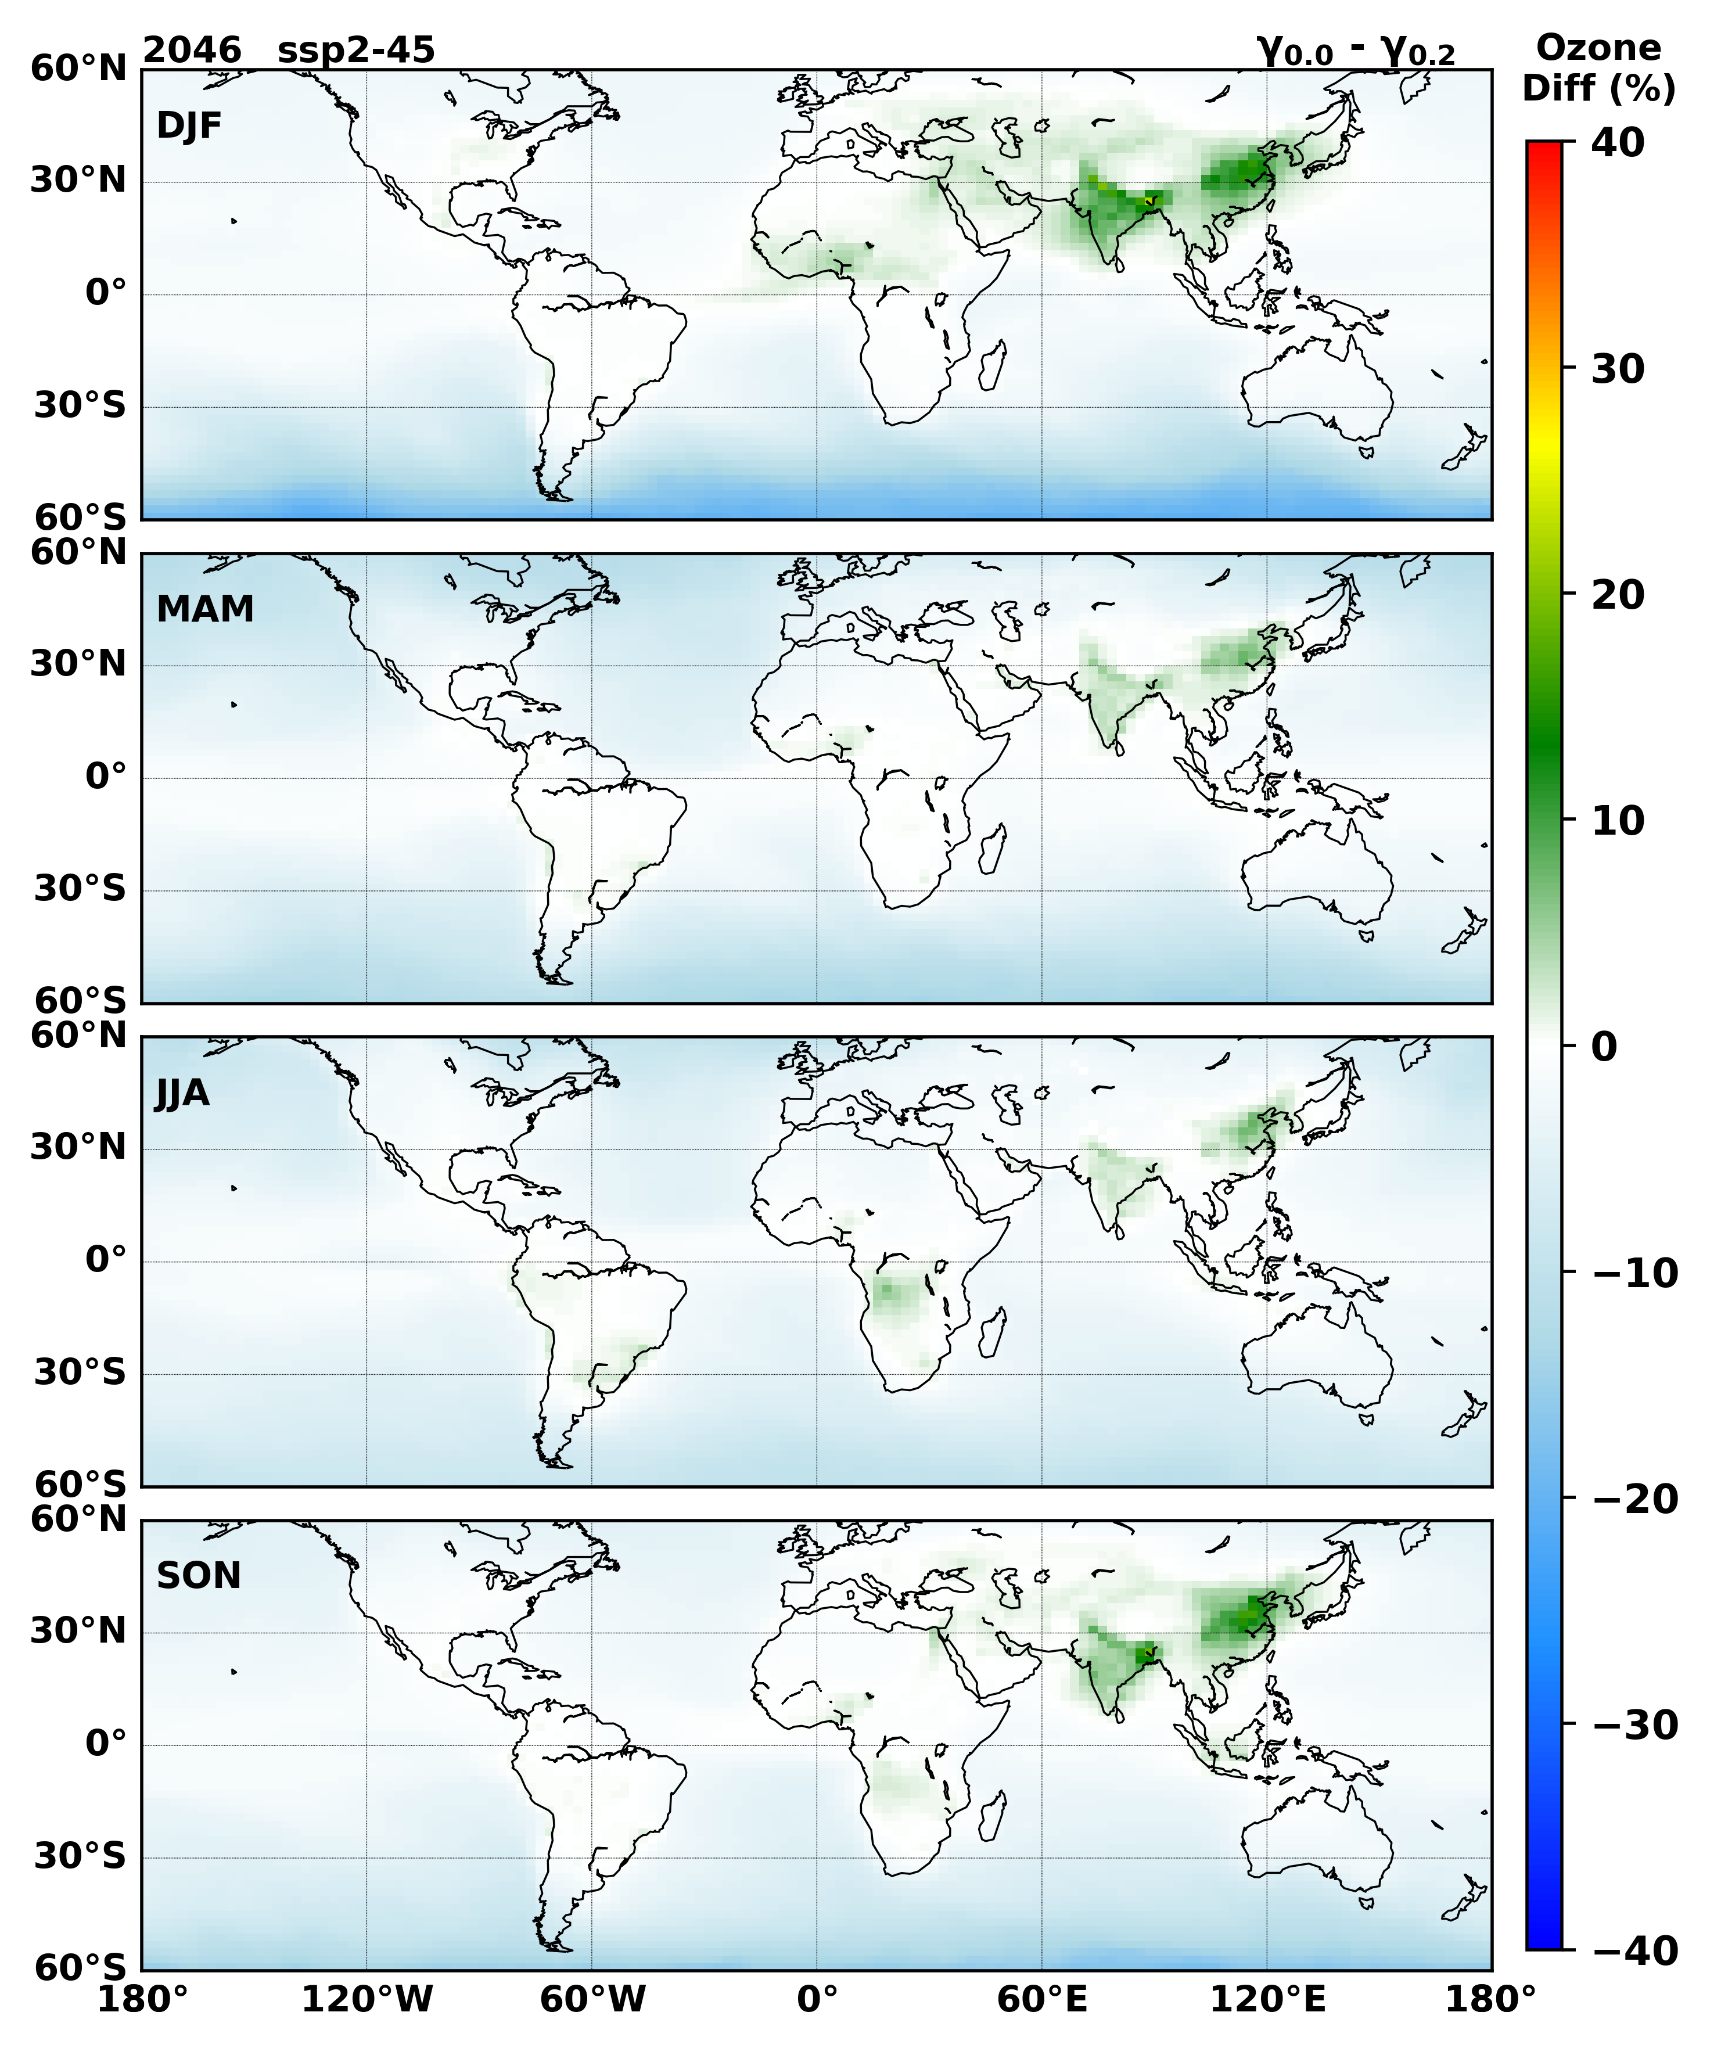 2046 ssp2-45 γ0.0 - γ0.2
Ozone
Diff (%)
60°N
DJF
30°N
0°
30°S
60°S
60°N
MAM
30°N
0°
30°S
60°S
60°N
JJA
30°N
0°
30°S
60°S
60°N
SON
30°N
0°
30°S
60°S
180° 120°W 60°W 0° 60°E 120°E 180°
40
30
20
10
0
−10
−20
−30
−40